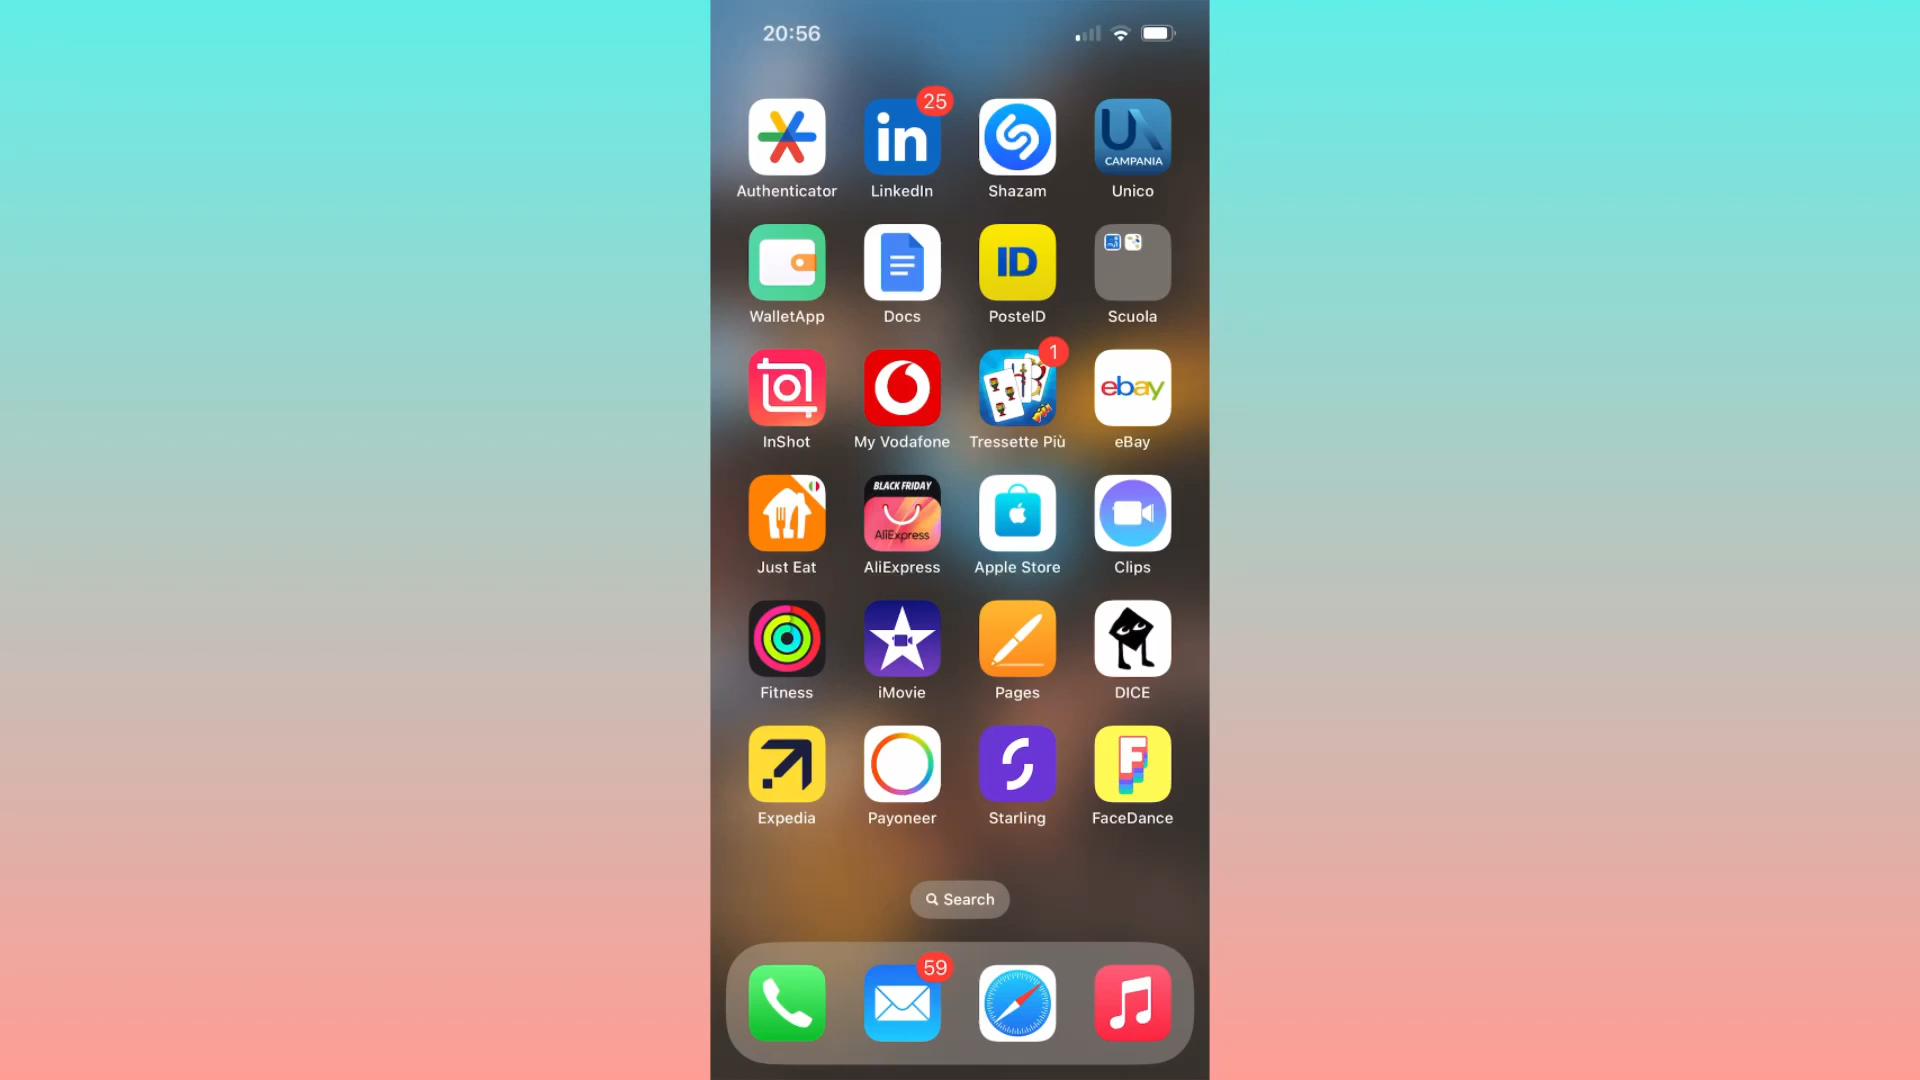 20:56
25
in
U
CAMPANIA
Authenticator LinkedIn Shazam Unico
ID
WalletApp Docs PosteID Scuola
1
ebay
InShot My Vodafone Tressette Più eBay
BLACK FRIDAY
AliExpress
Just Eat AliExpress Apple Store Clips
Fitness iMovie Pages DICE
F
Expedia Payoneer Starling FaceDance
Search
59